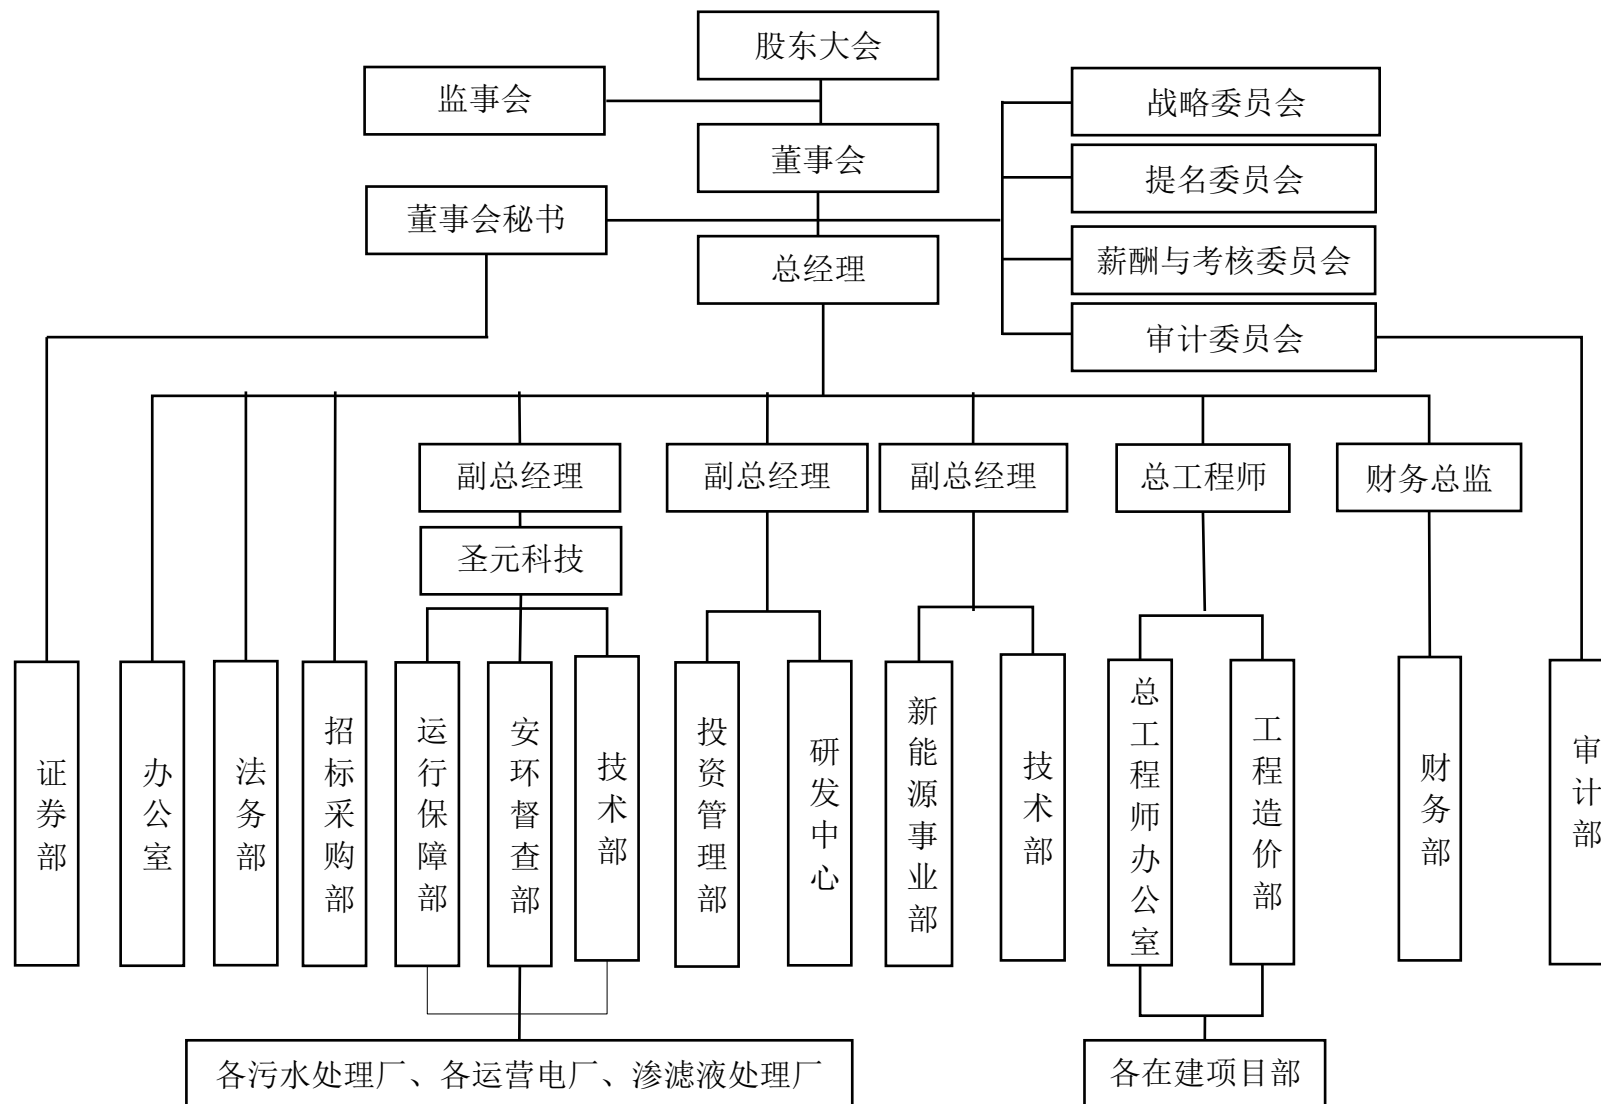 股东大会
监事会
战略委员会
董事会
提名委员会
董事会秘书
总经理
薪酬与考核委员会
审计委员会
副总经理
副总经理
副总经理
总工程师
财务总监
圣元科技
证券部
办公室
法务部
招标采购部
运行保障部
安环督查部
技术部
投资管理部
研发中心
新能源事业部
技术部
总工程师办公室
工程造价部
财务部
审计部
各污水处理厂、各运营电厂、渗滤液处理厂
各在建项目部